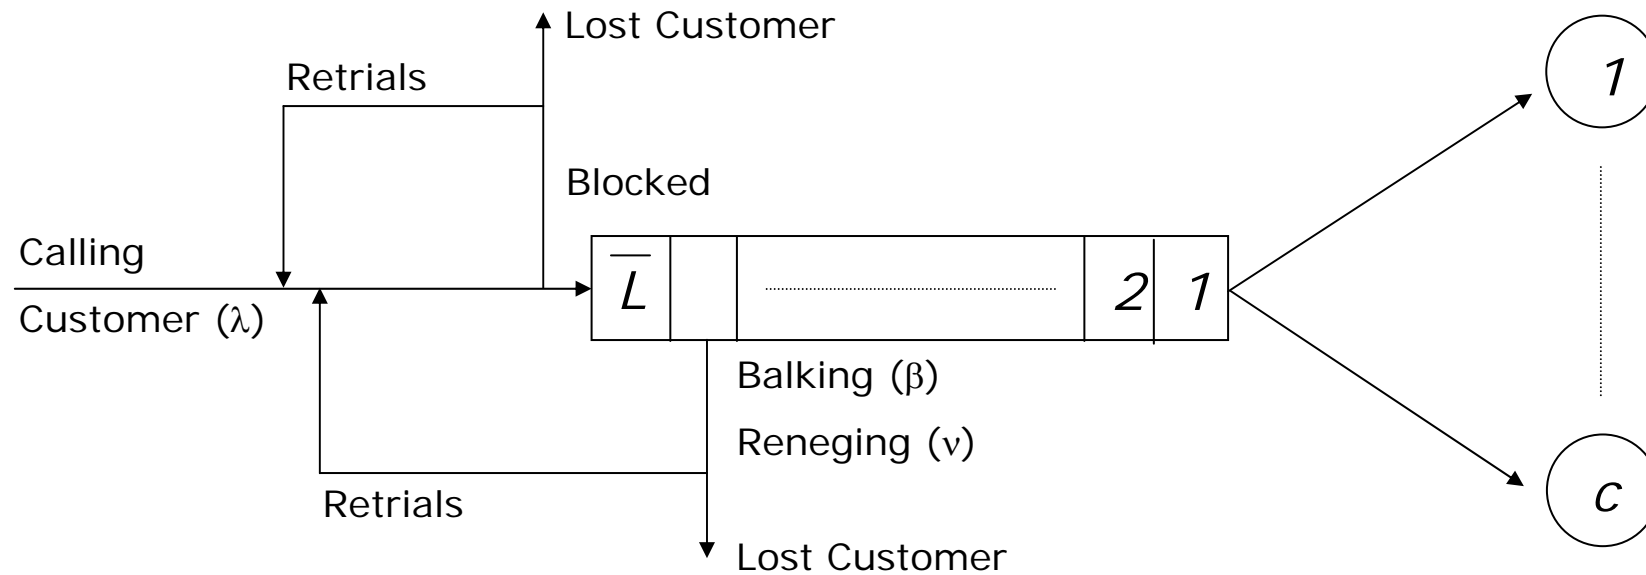 Lost Customer
Retrials
Blocked
Calling
Customer (λ)
L̅
2
1
Balking (β)
Reneging (ν)
Retrials
Lost Customer
1
c